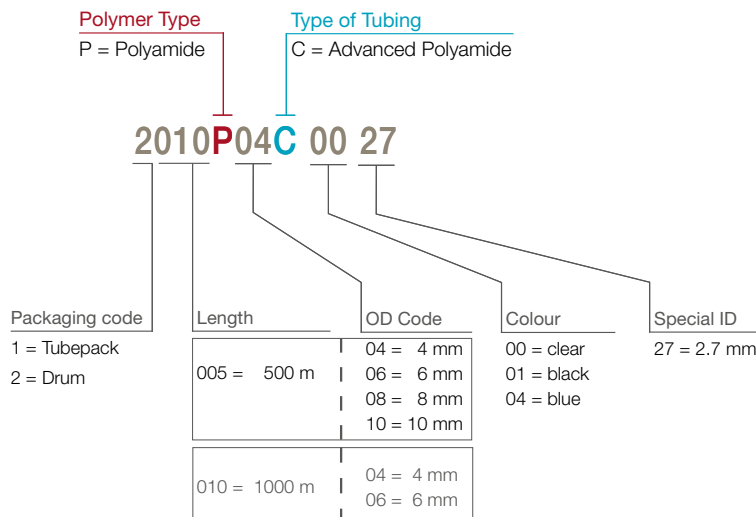 Polymer Type
P = Polyamide
Type of Tubing
C = Advanced Polyamide
2010P04C 00 27
Packaging code
1 = Tubepack
2 = Drum
Length
005 = 500 m
010 = 1000 m
OD Code
04 = 4 mm
06 = 6 mm
08 = 8 mm
10 = 10 mm
04 = 4 mm
06 = 6 mm
Colour
00 = clear
01 = black
04 = blue
Special ID
27 = 2.7 mm